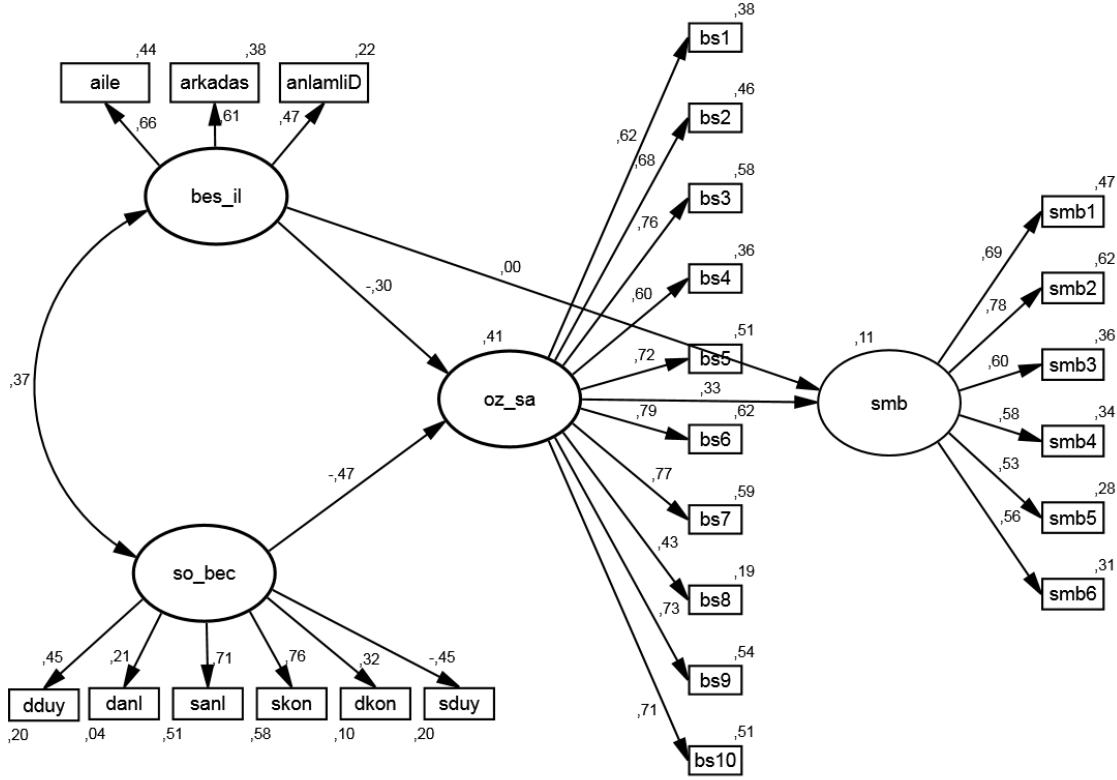 ,44 ,38 ,22
aile arkadas anlamliD
,66 ,61 ,47
bes_il
,37
-,30
,00
-,47
so_bec
,45 ,21 ,71 ,76 ,32 -,45
dduy danl sanl skon dkon sduy
,20 ,04 ,51 ,58 ,10 ,20
,41
oz_sa
,33
,38
bs1
,62
,46
bs2
,68
,58
bs3
,76
,36
bs4
,60
,51
bs5
,72
,62
bs6
,79
,59
bs7
,77
,19
bs8
,43
,54
bs9
,73
,51
bs10
,71
,11
smb
,47
smb1
,69
,62
smb2
,78
,36
smb3
,60
,34
smb4
,58
,28
smb5
,53
,31
smb6
,56